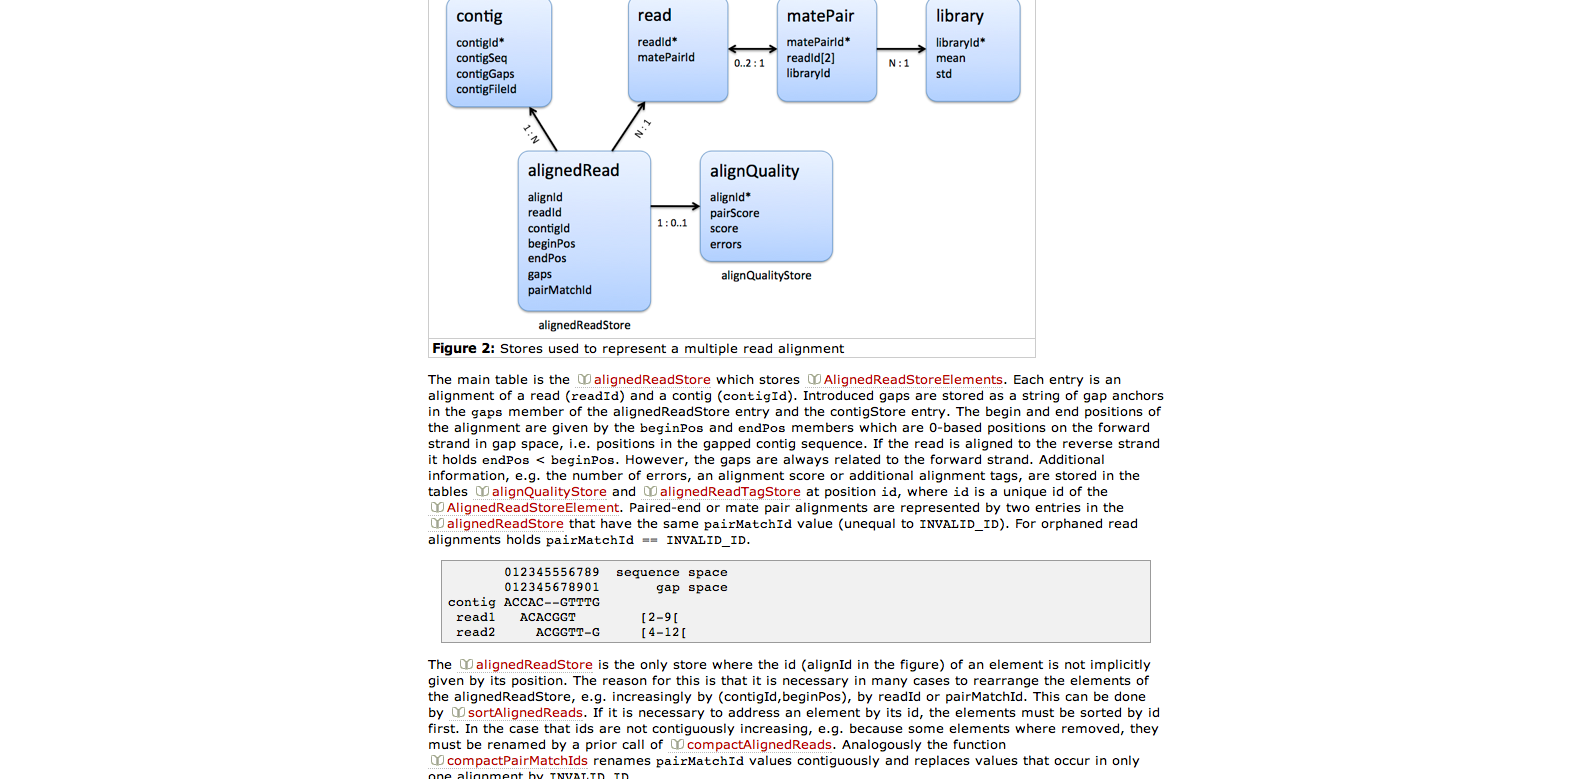 contig
contigId*
contigSeq
contigGaps
contigFileId
read
readId*
matePairId
0..2 : 1
matePair
matePairId*
readId[2]
libraryId
N : 1
library
libraryId*
mean
std
1 : N
N : 1
alignedRead
alignId
readId
contigId
beginPos
endPos
gaps
pairMatchId
alignedReadStore
1 : 0..1
alignQuality
alignId*
pairScore
score
errors
alignQualityStore
Figure 2: Stores used to represent a multiple read alignment
The main table is the alignedReadStore which stores AlignedReadStoreElements. Each entry is an
alignment of a read (readId) and a contig (contigId). Introduced gaps are stored as a string of gap anchors
in the gaps member of the alignedReadStore entry and the contigStore entry. The begin and end positions of
the alignment are given by the beginPos and endPos members which are 0-based positions on the forward
strand in gap space, i.e. positions in the gapped contig sequence. If the read is aligned to the reverse strand
it holds endPos < beginPos. However, the gaps are always related to the forward strand. Additional
information, e.g. the number of errors, an alignment score or additional alignment tags, are stored in the
tables alignQualityStore and alignedReadTagStore at position id, where id is a unique id of the
AlignedReadStoreElement. Paired-end or mate pair alignments are represented by two entries in the
alignedReadStore that have the same pairMatchId value (unequal to INVALID_ID). For orphaned read
alignments holds pairMatchId == INVALID_ID.
012345556789 sequence space
012345678901 gap space
contig ACCAC--GTTTG
read1 ACACGGT [2-9[
read2 ACGGTT-G [4-12[
The alignedReadStore is the only store where the id (alignId in the figure) of an element is not implicitly
given by its position. The reason for this is that it is necessary in many cases to rearrange the elements of
the alignedReadStore, e.g. increasingly by (contigId,beginPos), by readId or pairMatchId. This can be done
by sortAlignedReads. If it is necessary to address an element by its id, the elements must be sorted by id
first. In the case that ids are not contiguously increasing, e.g. because some elements where removed, they
must be renamed by a prior call of compactAlignedReads. Analogously the function
compactPairMatchIds renames pairMatchId values contiguously and replaces values that occur in only
one alignment by INVALID_ID.